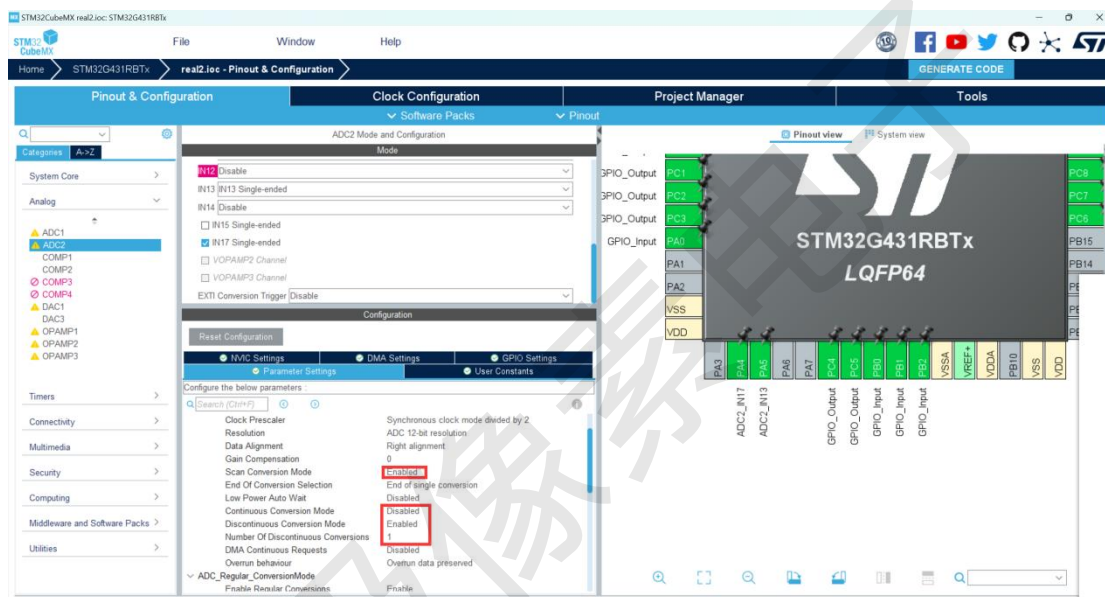 STM32CubeMX real2.ioc: STM32G431RBTx
STM32 CubeMX
File Window Help
10 ST
Home STM32G431RBTx real2.ioc - Pinout & Configuration GENERATE CODE
Pinout & Configuration Clock Configuration Project Manager Tools
Software Packs Pinout
Categories A->Z
System Core
Analog
ADC1
ADC2
COMP1
COMP2
COMP3
COMP4
DAC1
DAC3
OPAMP1
OPAMP2
OPAMP3
Timers
Connectivity
Multimedia
Security
Computing
Middleware and Software Packs
Utilities
ADC2 Mode and Configuration
Mode
IN12 Disable
IN13 IN13 Single-ended
IN14 Disable
IN15 Single-ended
IN17 Single-ended
VOPAMP2 Channel
VOPAMP3 Channel
EXTI Conversion Trigger Disable
Configuration
Reset Configuration
NVIC Settings DMA Settings GPIO Settings
Parameter Settings User Constants
Configure the below parameters :
Search (Ctrl+F)
Clock Prescaler Synchronous clock mode divided by 2
Resolution ADC 12-bit resolution
Data Alignment Right alignment
Gain Compensation 0
Scan Conversion Mode Enabled
End Of Conversion Selection End of single conversion
Low Power Auto Wait Disabled
Continuous Conversion Mode Disabled
Discontinuous Conversion Mode Enabled
Number Of Discontinuous Conversions 1
DMA Continuous Requests Disabled
Overrun behaviour Overrun data preserved
ADC_Regular_ConversionMode
Enable Regular Conversions Enable
Pinout view System view
GPIO_Output PC1
GPIO_Output PC2
GPIO_Output PC3
GPIO_Input PA0
PA1
PA2
VSS
VDD
STM32G431RBTx
LQFP64
PC8
PC7
PC6
PB15
PB14
PA3 PA4 PA5 PA6 PA7 PC4 PC5 PB0 PB1 PB2 VSSA VREF+ VDDA PB10 VSS VDD
ADC2_IN17 ADC2_IN13 GPIO_Output GPIO_Output GPIO_Input GPIO_Input GPIO_Input